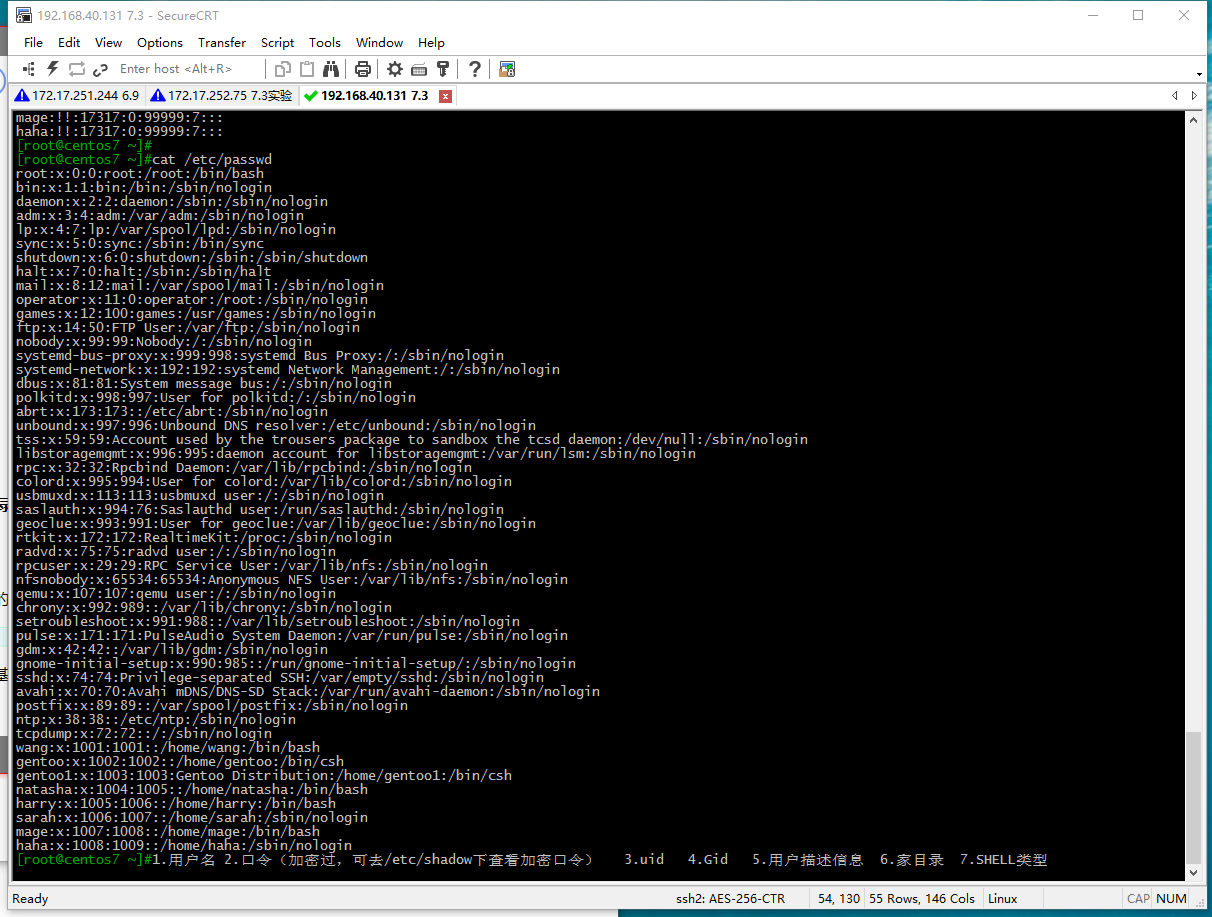 192.168.40.131 7.3 - SecureCRT
File Edit View Options Transfer Script Tools Window Help
Enter host <Alt+R>
172.17.251.244 6.9 172.17.252.75 7.3实验 192.168.40.131 7.3
mage:!!:17317:0:99999:7:::
haha:!!:17317:0:99999:7:::
[root@centos7 ~]#
[root@centos7 ~]#cat /etc/passwd
root:x:0:0:root:/root:/bin/bash
bin:x:1:1:bin:/bin:/sbin/nologin
daemon:x:2:2:daemon:/sbin:/sbin/nologin
adm:x:3:4:adm:/var/adm:/sbin/nologin
lp:x:4:7:lp:/var/spool/lpd:/sbin/nologin
sync:x:5:0:sync:/sbin:/bin/sync
shutdown:x:6:0:shutdown:/sbin:/sbin/shutdown
halt:x:7:0:halt:/sbin:/sbin/halt
mail:x:8:12:mail:/var/spool/mail:/sbin/nologin
operator:x:11:0:operator:/root:/sbin/nologin
games:x:12:100:games:/usr/games:/sbin/nologin
ftp:x:14:50:FTP User:/var/ftp:/sbin/nologin
nobody:x:99:99:Nobody:/:/sbin/nologin
systemd-bus-proxy:x:999:998:systemd Bus Proxy:/:/sbin/nologin
systemd-network:x:192:192:systemd Network Management:/:/sbin/nologin
dbus:x:81:81:System message bus:/:/sbin/nologin
polkitd:x:998:997:User for polkitd:/:/sbin/nologin
abrt:x:173:173::/etc/abrt:/sbin/nologin
unbound:x:997:996:Unbound DNS resolver:/etc/unbound:/sbin/nologin
tss:x:59:59:Account used by the trousers package to sandbox the tcsd daemon:/dev/null:/sbin/nologin
libstoragemgmt:x:996:995:daemon account for libstoragemgmt:/var/run/lsm:/sbin/nologin
rpc:x:32:32:Rpcbind Daemon:/var/lib/rpcbind:/sbin/nologin
colord:x:995:994:User for colord:/var/lib/colord:/sbin/nologin
usbmuxd:x:113:113:usbmuxd user:/:/sbin/nologin
saslauth:x:994:76:Saslauthd user:/run/saslauthd:/sbin/nologin
geoclue:x:993:991:User for geoclue:/var/lib/geoclue:/sbin/nologin
rtkit:x:172:172:RealtimeKit:/proc:/sbin/nologin
radvd:x:75:75:radvd user:/:/sbin/nologin
rpcuser:x:29:29:RPC Service User:/var/lib/nfs:/sbin/nologin
nfsnobody:x:65534:65534:Anonymous NFS User:/var/lib/nfs:/sbin/nologin
qemu:x:107:107:qemu user:/:/sbin/nologin
chrony:x:992:989::/var/lib/chrony:/sbin/nologin
setroubleshoot:x:991:988::/var/lib/setroubleshoot:/sbin/nologin
pulse:x:171:171:PulseAudio System Daemon:/var/run/pulse:/sbin/nologin
gdm:x:42:42::/var/lib/gdm:/sbin/nologin
gnome-initial-setup:x:990:985::/run/gnome-initial-setup/:/sbin/nologin
sshd:x:74:74:Privilege-separated SSH:/var/empty/sshd:/sbin/nologin
avahi:x:70:70:Avahi mDNS/DNS-SD Stack:/var/run/avahi-daemon:/sbin/nologin
postfix:x:89:89::/var/spool/postfix:/sbin/nologin
ntp:x:38:38::/etc/ntp:/sbin/nologin
tcpdump:x:72:72::/:/sbin/nologin
wang:x:1001:1001::/home/wang:/bin/bash
gentoo:x:1002:1002::/home/gentoo:/bin/csh
gentoo1:x:1003:1003:Gentoo Distribution:/home/gentoo1:/bin/csh
natasha:x:1004:1005::/home/natasha:/bin/bash
harry:x:1005:1006::/home/harry:/bin/bash
sarah:x:1006:1007::/home/sarah:/sbin/nologin
mage:x:1007:1008::/home/mage:/bin/bash
haha:x:1008:1009::/home/haha:/sbin/nologin
[root@centos7 ~]#1.用户名 2.口令（加密过，可去/etc/shadow下查看加密口令） 3.uid 4.Gid 5.用户描述信息 6.家目录 7.SHELL类型
Ready ssh2: AES-256-CTR 54, 130 55 Rows, 146 Cols Linux CAP NUM